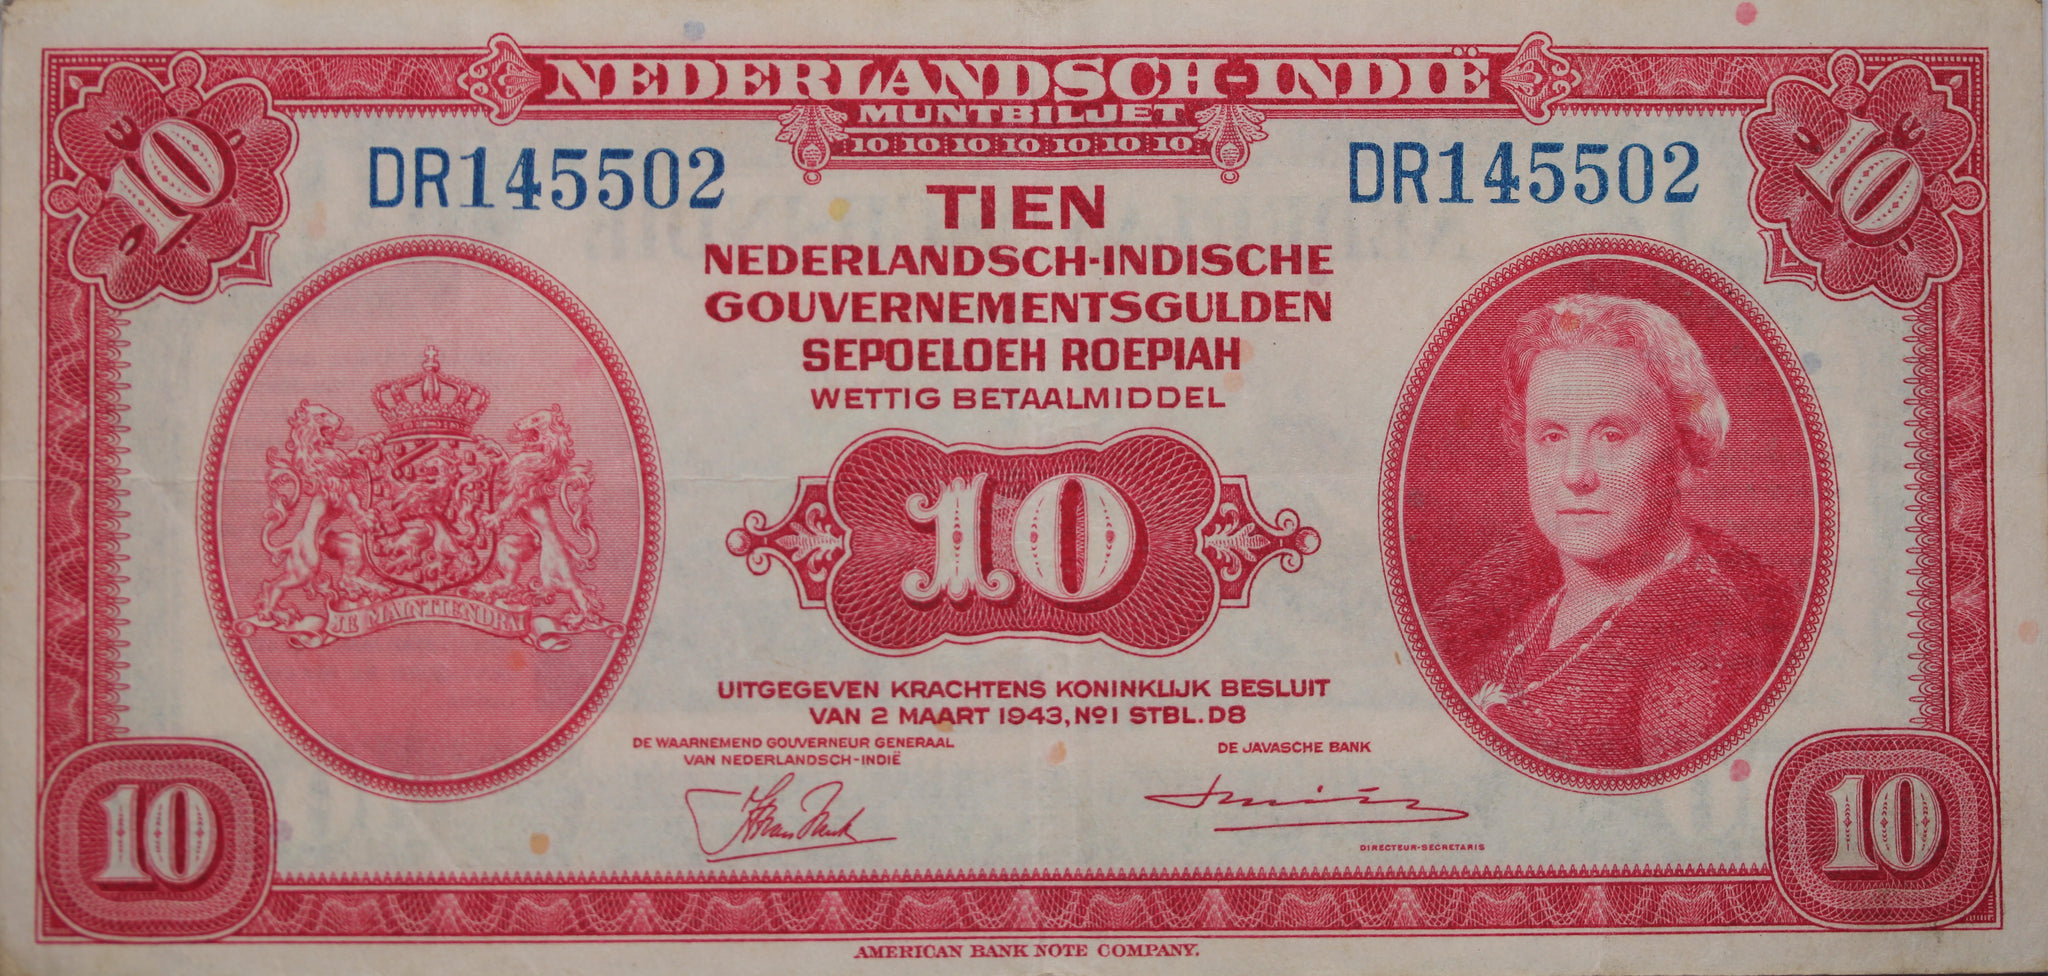 NEDERLANDSCH-INDIË
MUNTBILJET
10 10 10 10 10 10 10
10
10
DR145502
DR145502
TIEN
NEDERLANDSCH-INDISCHE
GOUVERNEMENTSGULDEN
SEPOELOEH ROEPIAH
WETTIG BETAALMIDDEL
10
JE MAINTIENDRAI
UITGEGEVEN KRACHTENS KONINKLIJK BESLUIT
VAN 2 MAART 1943, No 1 STBL. D8
DE WAARNEMEND GOUVERNEUR GENERAAL
VAN NEDERLANDSCH-INDIË
DE JAVASCHE BANK
DIRECTEUR-SECRETARIS
10
10
AMERICAN BANK NOTE COMPANY.